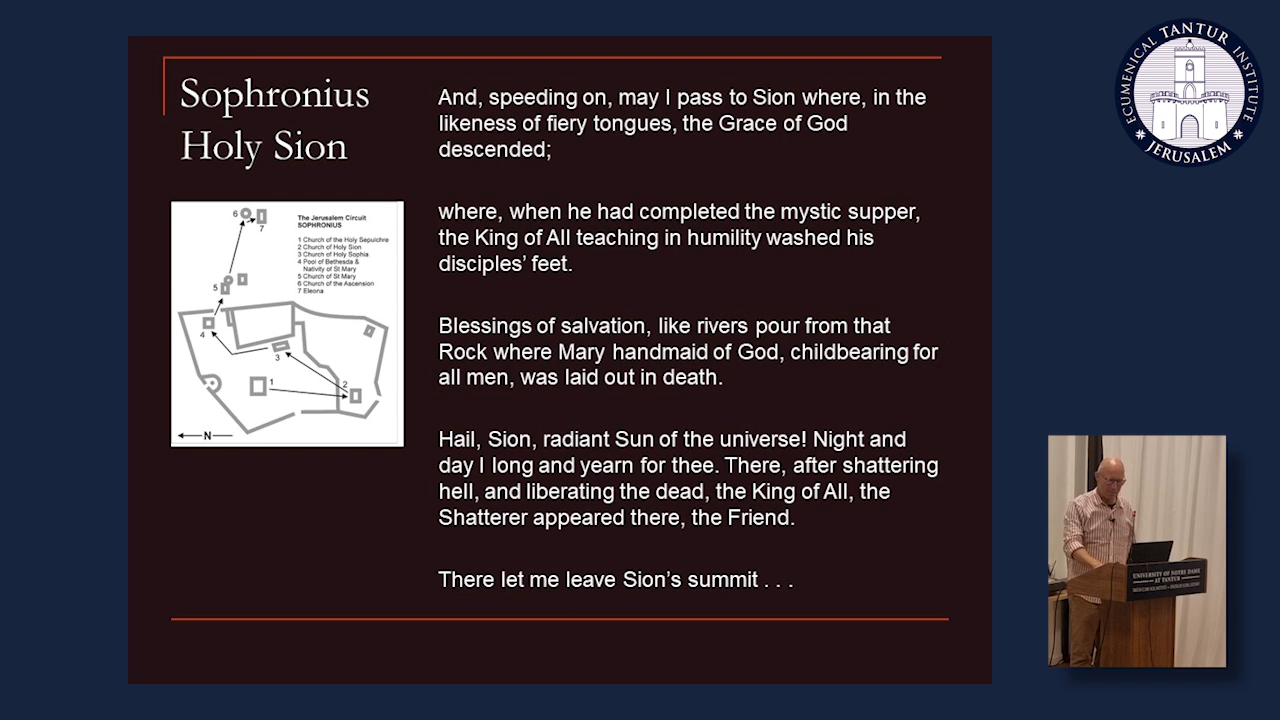 Sophronius
Holy Sion
And, speeding on, may I pass to Sion where, in the
likeness of fiery tongues, the Grace of God
descended;
where, when he had completed the mystic supper,
the King of All teaching in humility washed his
disciples' feet.
Blessings of salvation, like rivers pour from that
Rock where Mary handmaid of God, childbearing for
all men, was laid out in death.
Hail, Sion, radiant Sun of the universe! Night and
day I long and yearn for thee. There, after shattering
hell, and liberating the dead, the King of All, the
Shatterer appeared there, the Friend.
There let me leave Sion's summit . . .
The Jerusalem Circuit
SOPHRONIUS
1 Church of the Holy Sepulchre
2 Church of Holy Sion
3 Church of Holy Sophia
4 Pool of Bethesda &
Nativity of St Mary
5 Church of St Mary
6 Church of the Ascension
7 Eleona
6
7
5
4
3
2
1
N
ECUMENICAL TANTUR INSTITUTE
JERUSALEM
UNIVERSITY OF NOTRE DAME
AT TANTUR